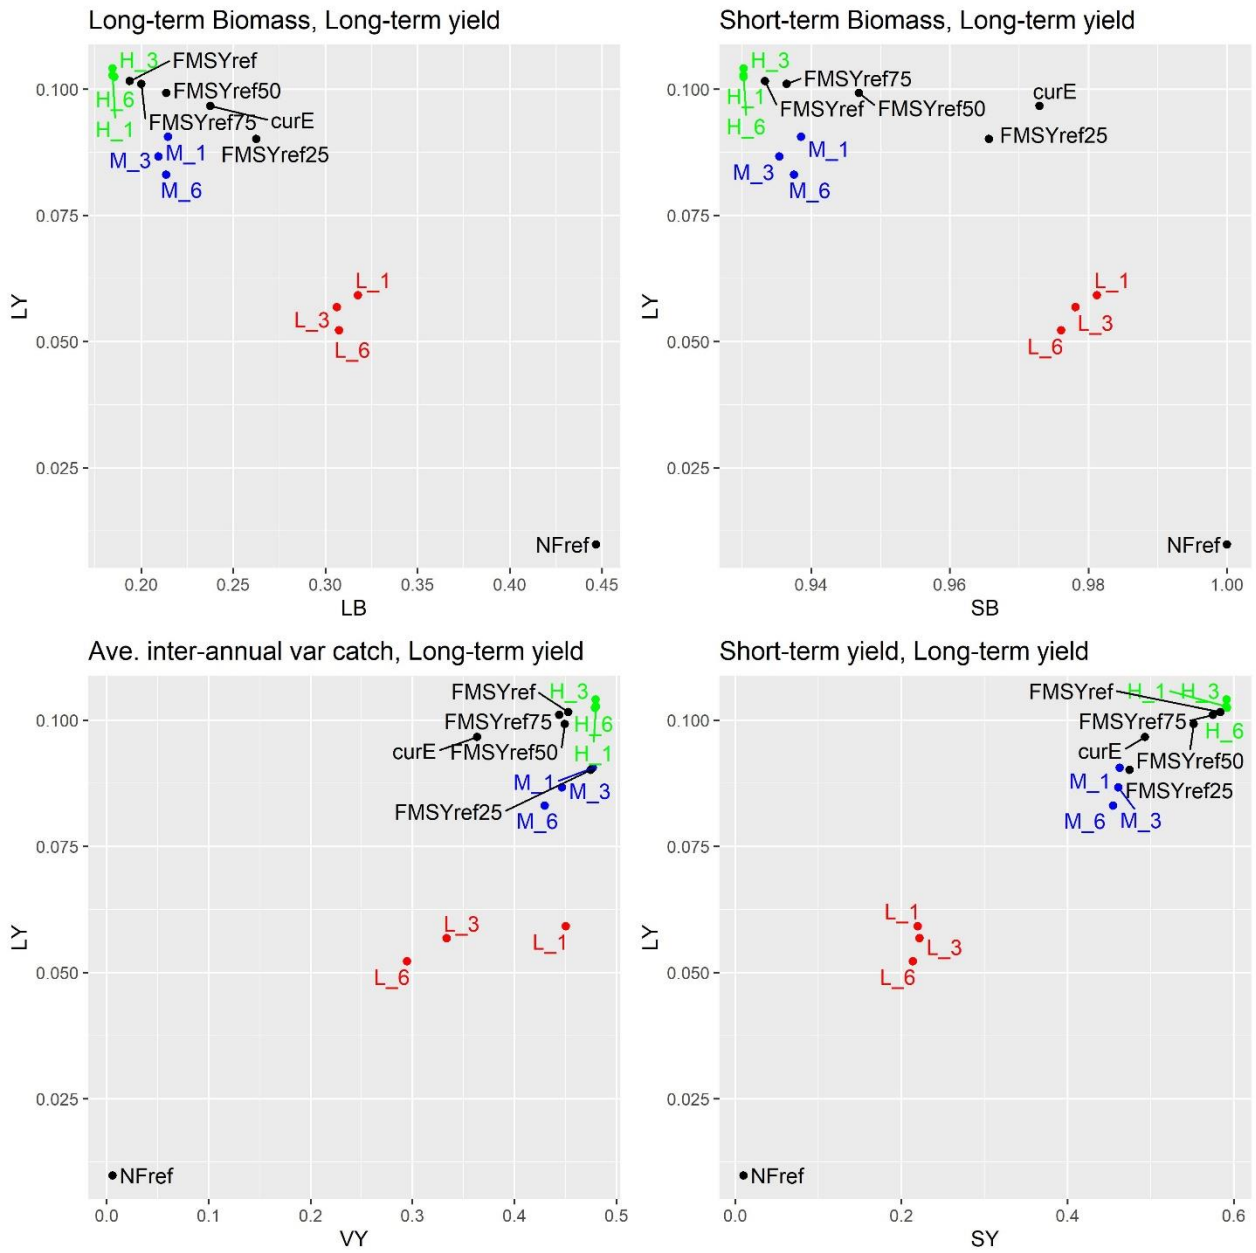 Long-term Biomass, Long-term yield
H_3
FMSYref
0.100
H_6
FMSYref50
FMSYref75
curE
H_1
M_3
M_1
FMSYref25
M_6
0.075
L_1
LY
L_3
0.050
L_6
0.025
NFref
0.20
0.25
0.30
0.35
0.40
0.45
LB
Short-term Biomass, Long-term yield
H_3
FMSYref75
curE
0.100
H_1
FMSYref
FMSYref50
H_6
FMSYref25
M_1
M_3
M_6
0.075
L_1
LY
L_3
0.050
L_6
0.025
NFref
0.94
0.96
0.98
1.00
SB
Ave. inter-annual var catch, Long-term yield
FMSYref
H_3
0.100
FMSYref75
H_6
curE
FMSYref50
H_1
M_1
M_3
FMSYref25
M_6
0.075
LY
L_3
L_1
0.050
L_6
0.025
NFref
0.0
0.1
0.2
0.3
0.4
0.5
VY
Short-term yield, Long-term yield
FMSYref
H_1
H_3
0.100
FMSYref75
H_6
curE
FMSYref50
M_1
FMSYref25
M_6
M_3
0.075
LY
L_1
L_3
0.050
L_6
0.025
NFref
0.0
0.2
0.4
0.6
SY